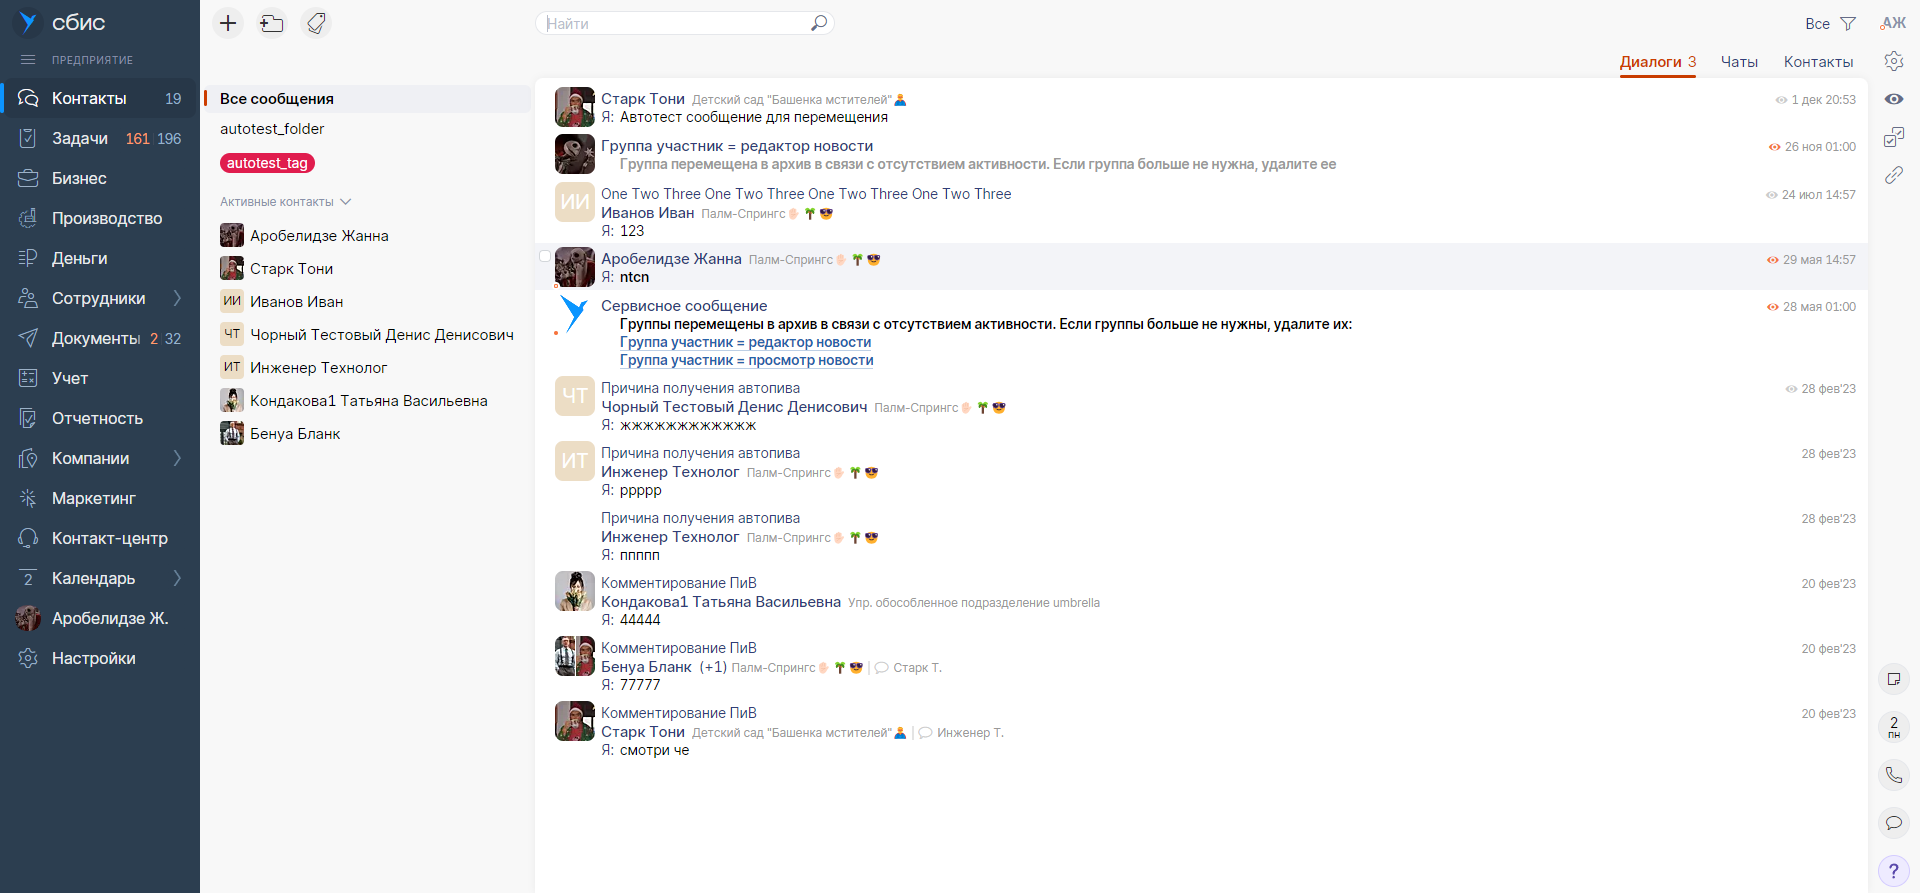 сбис
ПРЕДПРИЯТИЕ
Контакты 19
Задачи 161 196
Бизнес
Производство
Деньги
Сотрудники
Документы 2 32
Учет
Отчетность
Компании
Маркетинг
Контакт-центр
2 Календарь
Аробелидзе Ж.
Настройки
Найти
Все
АЖ
Диалоги 3 Чаты Контакты
Все сообщения
autotest_folder
autotest_tag
Активные контакты
Аробелидзе Жанна
Старк Тони
ИИ Иванов Иван
ЧТ Чорный Тестовый Денис Денисович
ИТ Инженер Технолог
Кондакова1 Татьяна Васильевна
Бенуа Бланк
Старк Тони Детский сад "Башенка мстителей" 1 дек 20:53
Я: Автотест сообщение для перемещения
Группа участник = редактор новости 26 ноя 01:00
Группа перемещена в архив в связи с отсутствием активности. Если группа больше не нужна, удалите ее
ИИ
One Two Three One Two Three One Two Three One Two Three 24 июл 14:57
Иванов Иван Палм-Спрингс
Я: 123
Аробелидзе Жанна Палм-Спрингс 29 мая 14:57
Я: ntcn
Сервисное сообщение 28 мая 01:00
Группы перемещены в архив в связи с отсутствием активности. Если группы больше не нужны, удалите их:
Группа участник = редактор новости
Группа участник = просмотр новости
ЧТ
Причина получения автопива 28 фев'23
Чорный Тестовый Денис Денисович Палм-Спрингс
Я: жжжжжжжжжжжж
ИТ
Причина получения автопива 28 фев'23
Инженер Технолог Палм-Спрингс
Я: ррррр
Причина получения автопива 28 фев'23
Инженер Технолог Палм-Спрингс
Я: ппппп
Комментирование ПиВ 20 фев'23
Кондакова1 Татьяна Васильевна Упр. обособленное подразделение umbrella
Я: 44444
Комментирование ПиВ 20 фев'23
Бенуа Бланк (+1) Палм-Спрингс | Старк Т.
Я: 77777
Комментирование ПиВ 20 фев'23
Старк Тони Детский сад "Башенка мстителей" | Инженер Т.
Я: смотри че
2
пн
?